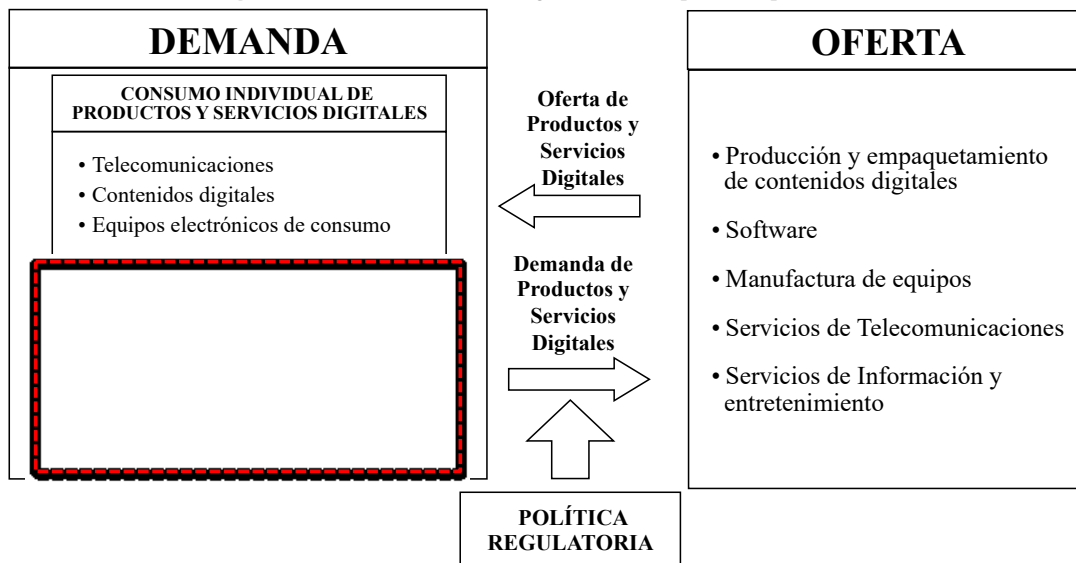 DEMANDA
CONSUMO INDIVIDUAL DE
PRODUCTOS Y SERVICIOS DIGITALES
• Telecomunicaciones
• Contenidos digitales
• Equipos electrónicos de consumo
Oferta de
Productos y
Servicios
Digitales
Demanda de
Productos y
Servicios
Digitales
POLÍTICA
REGULATORIA
OFERTA
• Producción y empaquetamiento
de contenidos digitales
• Software
• Manufactura de equipos
• Servicios de Telecomunicaciones
• Servicios de Información y
entretenimiento